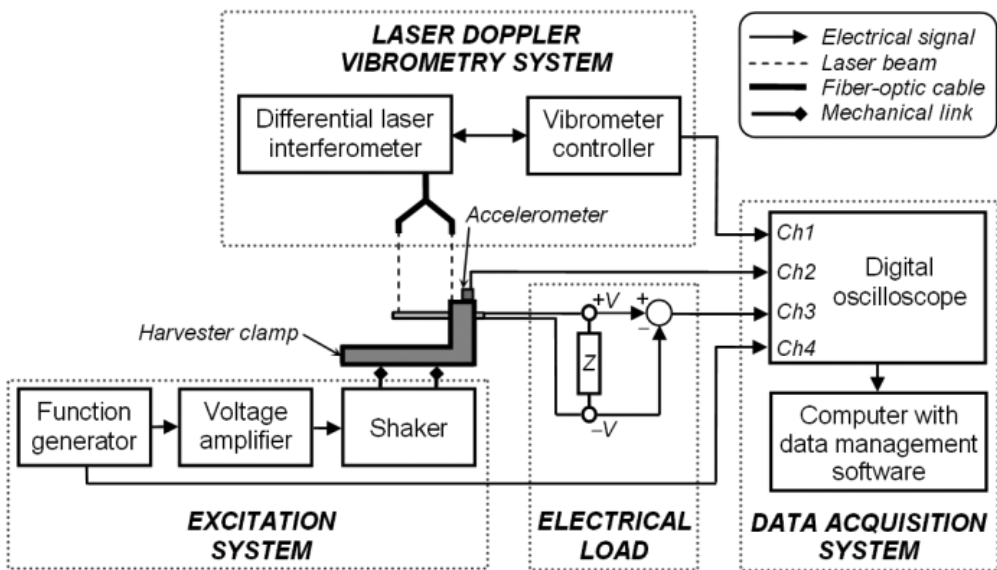 LASER DOPPLER
VIBROMETRY SYSTEM
Differential laser
interferometer
Vibrometer
controller
Electrical signal
Laser beam
Fiber-optic cable
Mechanical link
Accelerometer
Harvester clamp
Ch1
Ch2
Ch3
Ch4
Digital
oscilloscope
+V
+
−
Z
−V
Function
generator
Voltage
amplifier
Shaker
Computer with
data management
software
EXCITATION
SYSTEM
ELECTRICAL
LOAD
DATA ACQUISITION
SYSTEM